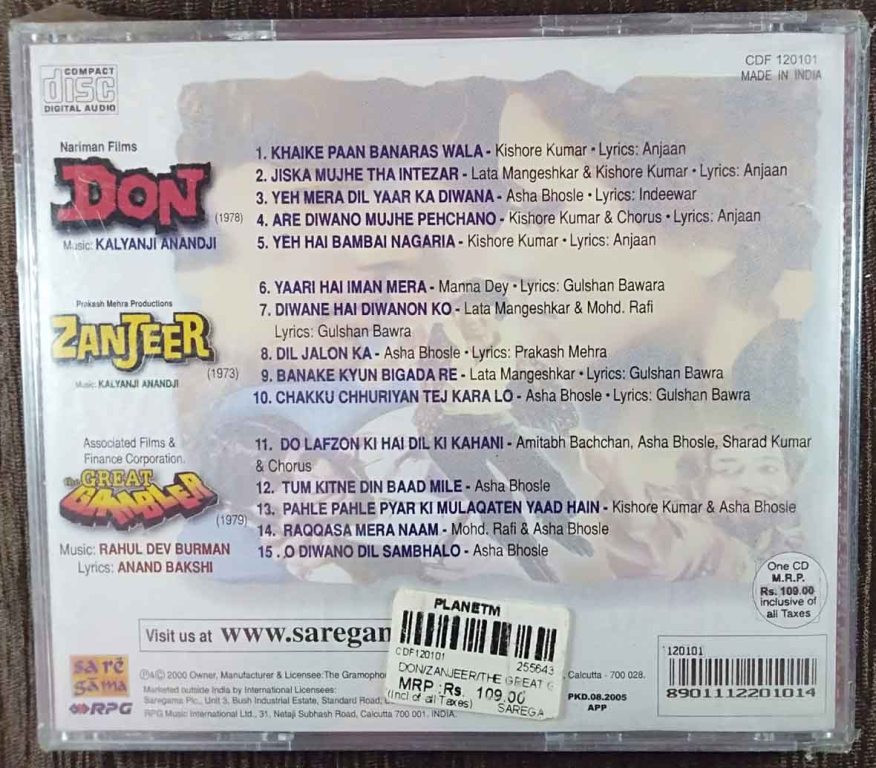 COMPACT
disc
DIGITAL AUDIO
CDF 120101
MADE IN INDIA
Nariman Films
DON
(1978)
Music: KALYANJI ANANDJI
1. KHAIKE PAAN BANARAS WALA - Kishore Kumar • Lyrics: Anjaan
2. JISKA MUJHE THA INTEZAR - Lata Mangeshkar & Kishore Kumar • Lyrics: Anjaan
3. YEH MERA DIL YAAR KA DIWANA - Asha Bhosle • Lyrics: Indeewar
4. ARE DIWANO MUJHE PEHCHANO - Kishore Kumar & Chorus • Lyrics: Anjaan
5. YEH HAI BAMBAI NAGARIA - Kishore Kumar • Lyrics: Anjaan
Prakash Mehra Productions
ZANJEER
(1973)
Music: KALYANJI ANANDJI
6. YAARI HAI IMAN MERA - Manna Dey • Lyrics: Gulshan Bawara
7. DIWANE HAI DIWANON KO - Lata Mangeshkar & Mohd. Rafi
Lyrics: Gulshan Bawra
8. DIL JALON KA - Asha Bhosle • Lyrics: Prakash Mehra
9. BANAKE KYUN BIGADA RE - Lata Mangeshkar • Lyrics: Gulshan Bawra
10. CHAKKU CHHURIYAN TEJ KARA LO - Asha Bhosle • Lyrics: Gulshan Bawra
Associated Films &
Finance Corporation.
the GREAT
GAMBLER
(1979)
Music: RAHUL DEV BURMAN
Lyrics: ANAND BAKSHI
11. DO LAFZON KI HAI DIL KI KAHANI - Amitabh Bachchan, Asha Bhosle, Sharad Kumar
& Chorus
12. TUM KITNE DIN BAAD MILE - Asha Bhosle
13. PAHLE PAHLE PYAR KI MULAQATEN YAAD HAIN - Kishore Kumar & Asha Bhosle
14. RAQQASA MERA NAAM - Mohd. Rafi & Asha Bhosle
15 .O DIWANO DIL SAMBHALO - Asha Bhosle
One CD
M.R.P.
Rs. 109.00
inclusive of
all Taxes
Visit us at www.saregam
PLANETM
CDF120101 255643
DON/ZANJEER/THE GREAT G
MRP :Rs. 109.00
(Incl of all Taxes) SAREGA
sa rē
gāma
RPG
℗&© 2000 Owner, Manufacturer & Licensee: The Gramopho , Calcutta - 700 028.
Marketed outside India by International Licensees:
Saregama Plc., Unit 3, Bush Industrial Estate, Standard Road, L
RPG Music International Ltd., 31, Netaji Subhash Road, Calcutta 700 001. INDIA.
PKD.08.2005
APP
120101
8901112201014